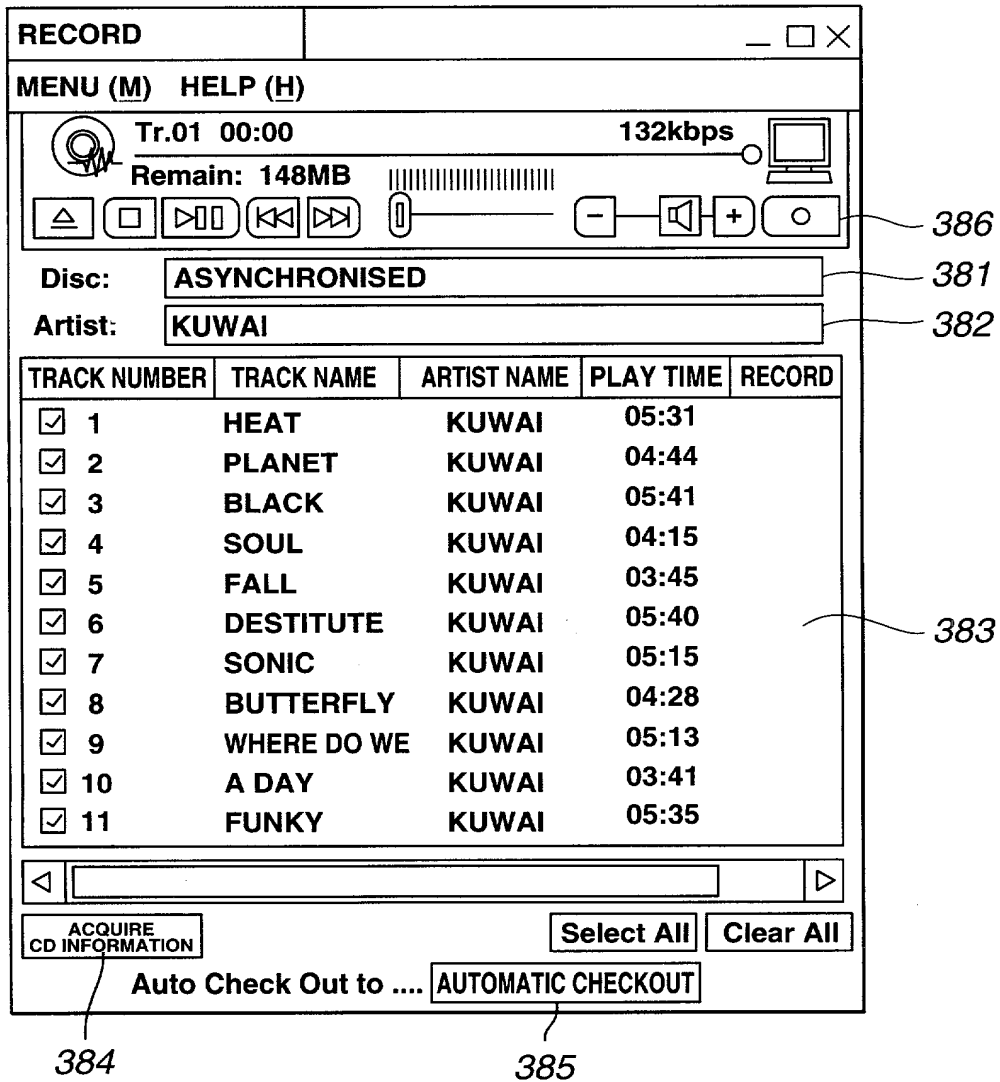 RECORD
MENU (M) HELP (H)
Tr.01 00:00 132kbps
Remain: 148MB
386
Disc: ASYNCHRONISED 381
Artist: KUWAI 382
TRACK NUMBER TRACK NAME ARTIST NAME PLAY TIME RECORD
1 HEAT KUWAI 05:31
2 PLANET KUWAI 04:44
3 BLACK KUWAI 05:41
4 SOUL KUWAI 04:15
5 FALL KUWAI 03:45
6 DESTITUTE KUWAI 05:40
383
7 SONIC KUWAI 05:15
8 BUTTERFLY KUWAI 04:28
9 WHERE DO WE KUWAI 05:13
10 A DAY KUWAI 03:41
11 FUNKY KUWAI 05:35
ACQUIRE
CD INFORMATION
Select All Clear All
Auto Check Out to .... AUTOMATIC CHECKOUT
384 385